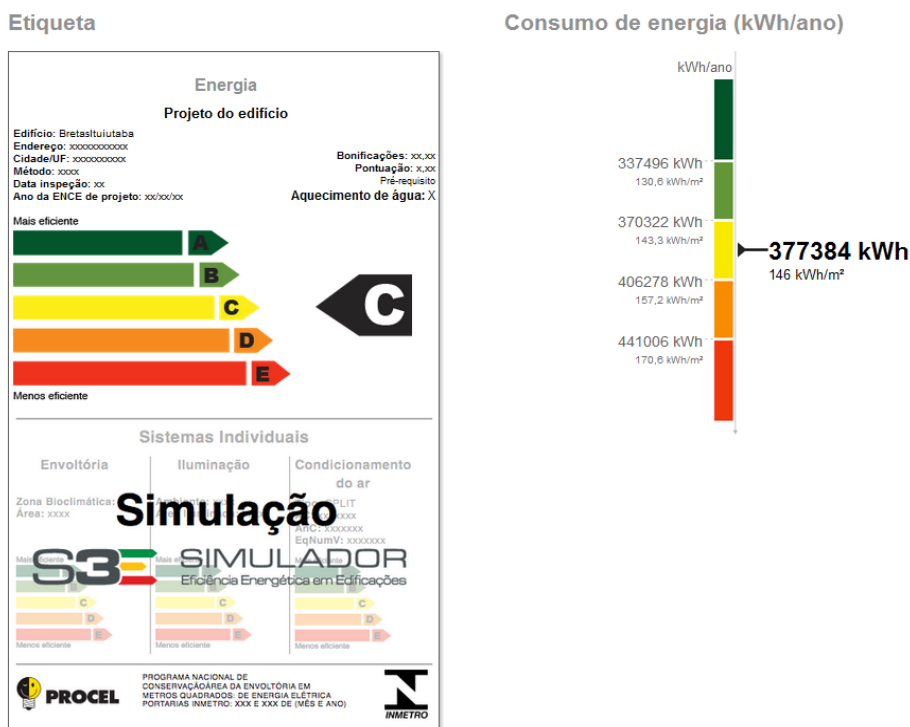 Etiqueta
Energia
Projeto do edifício
Edifício: Bretasltuiutaba
Endereço: xxxxxxxxxxx
Cidade/UF: xxxxxxxxxx
Método: xxxx
Data inspeção: xx
Ano da ENCE de projeto: xx/xx/xx
Bonificações: xx,xx
Pontuação: x,xx
Pré-requisito
Aquecimento de água: X
Mais eficiente
A
B
C
D
E
C
Menos eficiente
Sistemas Individuais
Envoltória
Zona Bioclimática:
Área: xxxx
Mais eficiente
B
C
D
E
Menos eficiente
Iluminação
Mais
C
D
E
Menos eficiente
Condicionamento
do ar
SPLIT
AnC: xxxxxxx
EqNumV: xxxxxxx
C
D
E
Menos eficiente
Simulação
S3E SIMULADOR
Eficiência Energética em Edificações
PROCEL
PROGRAMA NACIONAL DE
CONSERVAÇÃOÁREA DA ENVOLTÓRIA EM
METROS QUADRADOS: DE ENERGIA ELÉTRICA
PORTARIAS INMETRO: XXX E XXX DE (MÊS E ANO)
INMETRO
Consumo de energia (kWh/ano)
kWh/ano
337496 kWh
130,6 kWh/m²
370322 kWh
143,3 kWh/m²
377384 kWh
146 kWh/m²
406278 kWh
157,2 kWh/m²
441006 kWh
170,6 kWh/m²